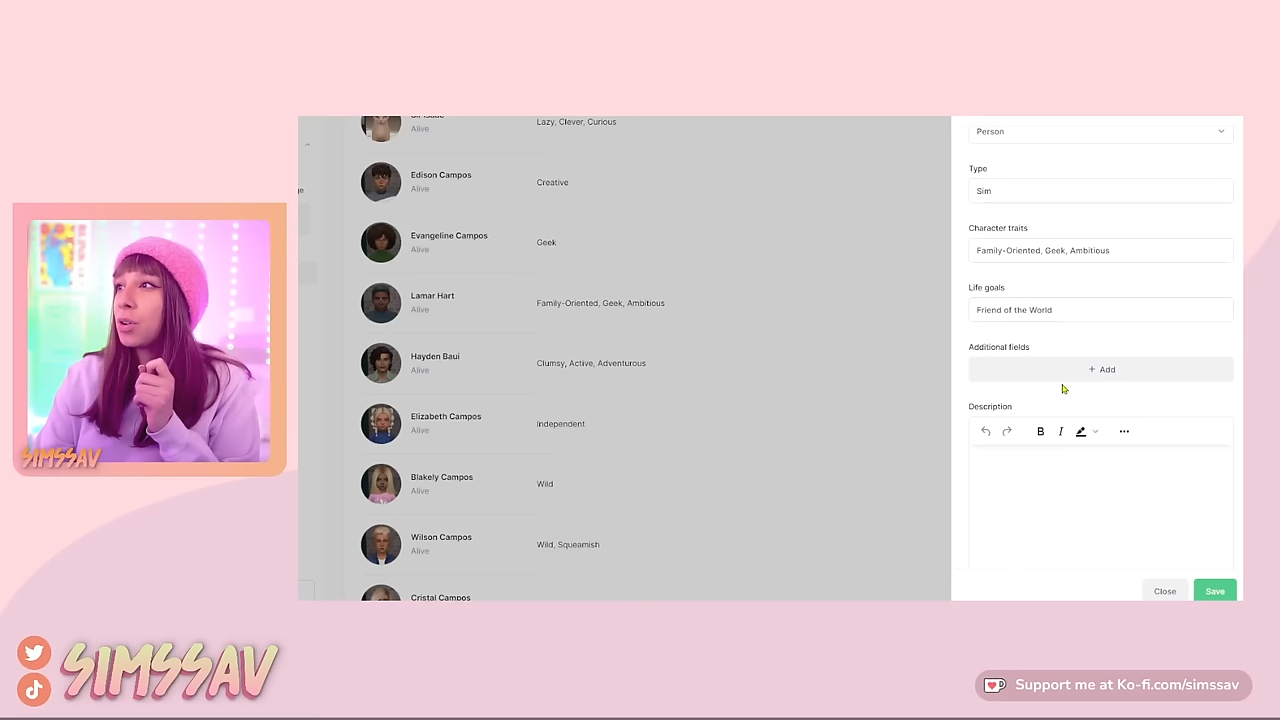 Alive
Lazy, Clever, Curious
Edison Campos
Alive
Creative
Evangeline Campos
Alive
Geek
Lamar Hart
Alive
Family-Oriented, Geek, Ambitious
Hayden Baui
Alive
Clumsy, Active, Adventurous
Elizabeth Campos
Alive
Independent
Blakely Campos
Alive
Wild
Wilson Campos
Alive
Wild, Squeamish
Cristal Campos
Person
Type
Sim
Character traits
Family-Oriented, Geek, Ambitious
Life goals
Friend of the World
Additional fields
+ Add
Description
B I
Close Save
SIMSSAV
SIMSSAV
Support me at Ko-fi.com/simssav